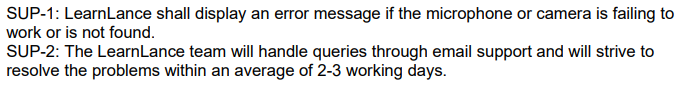 SUP-1: LearnLance shall display an error message if the microphone or camera is failing to
work or is not found.
SUP-2: The LearnLance team will handle queries through email support and will strive to
resolve the problems within an average of 2-3 working days.